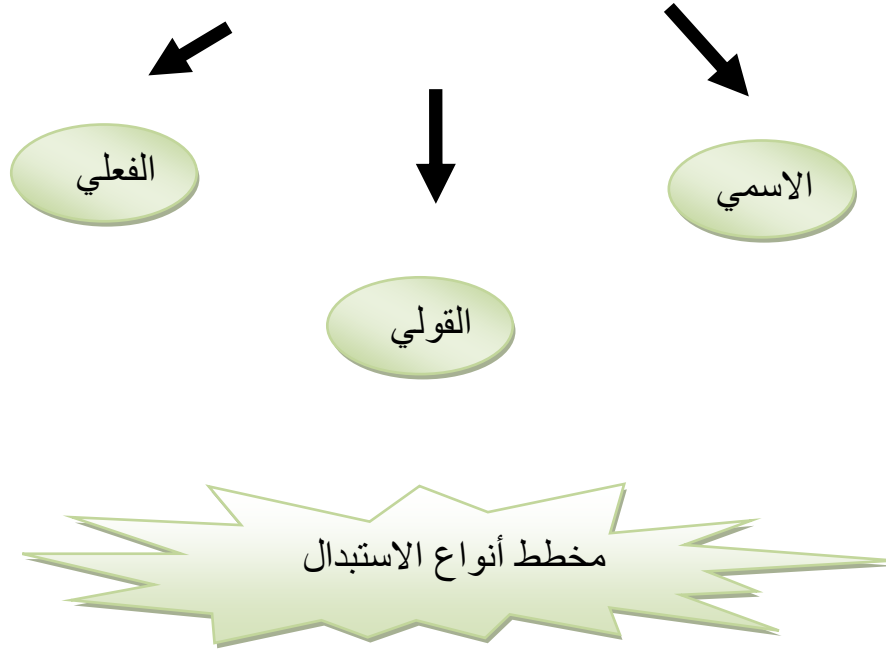 الاسمي
الفعلي
القولي
مخطط أنواع الاستبدال